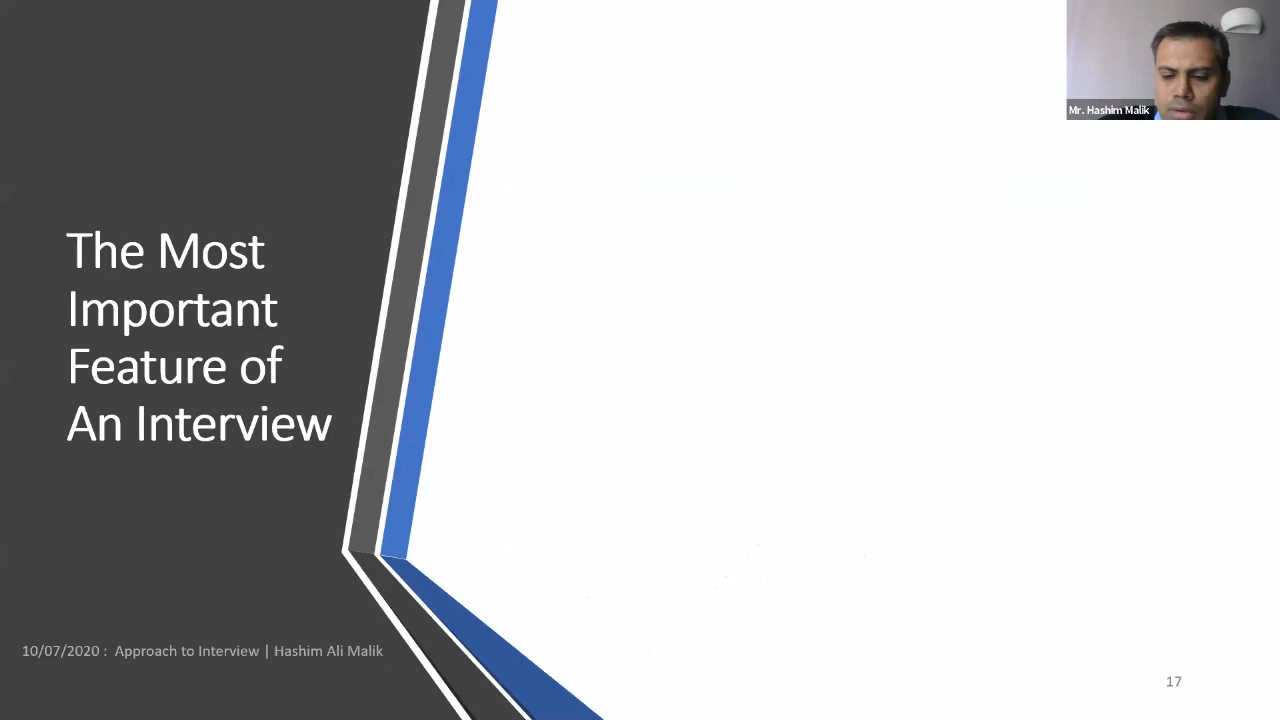 Mr. Hashim Malik
The Most
Important
Feature of
An Interview
10/07/2020 : Approach to Interview | Hashim Ali Malik
17